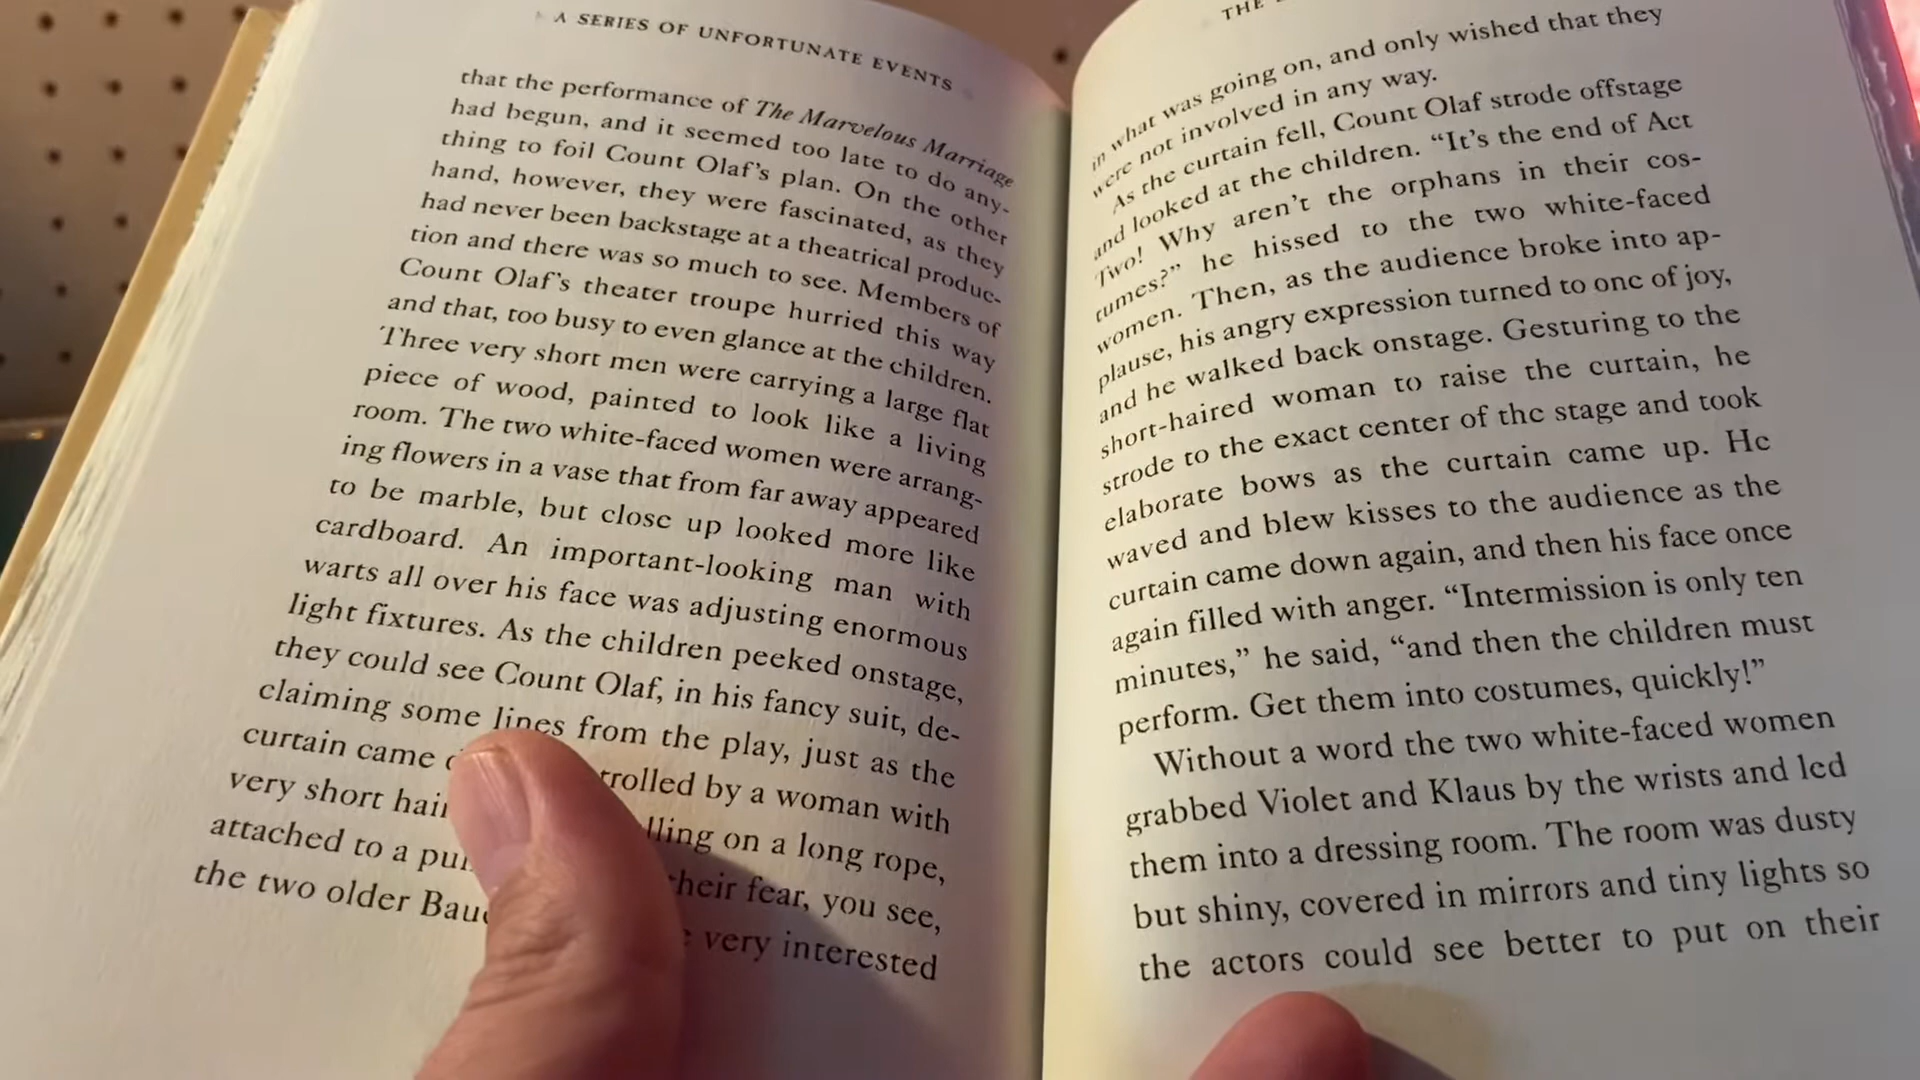 A SERIES OF UNFORTUNATE EVENTS
that the performance of The Marvelous Marriage
had begun, and it seemed too late to do any-
thing to foil Count Olaf's plan. On the other
hand, however, they were fascinated, as they
had never been backstage at a theatrical produc-
tion and there was so much to see. Members of
Count Olaf's theater troupe hurried this way
and that, too busy to even glance at the children.
Three very short men were carrying a large flat
piece of wood, painted to look like a living
room. The two white-faced women were arrang-
ing flowers in a vase that from far away appeared
to be marble, but close up looked more like
cardboard. An important-looking man with
warts all over his face was adjusting enormous
light fixtures. As the children peeked onstage,
they could see Count Olaf, in his fancy suit, de-
claiming some lines from the play, just as the
curtain came trolled by a woman with
very short hair lling on a long rope,
attached to a their fear, you see,
the two older very interested
THE
in what was going on, and only wished that they
were not involved in any way.
As the curtain fell, Count Olaf strode offstage
and looked at the children. “It's the end of Act
Two! Why aren't the orphans in their cos-
tumes?” he hissed to the two white-faced
women. Then, as the audience broke into ap-
plause, his angry expression turned to one of joy,
and he walked back onstage. Gesturing to the
short-haired woman to raise the curtain, he
strode to the exact center of the stage and took
elaborate bows as the curtain came up. He
waved and blew kisses to the audience as the
curtain came down again, and then his face once
again filled with anger. “Intermission is only ten
minutes,” he said, “and then the children must
perform. Get them into costumes, quickly!”
Without a word the two white-faced women
grabbed Violet and Klaus by the wrists and led
them into a dressing room. The room was dusty
but shiny, covered in mirrors and tiny lights so
the actors could see better to put on their